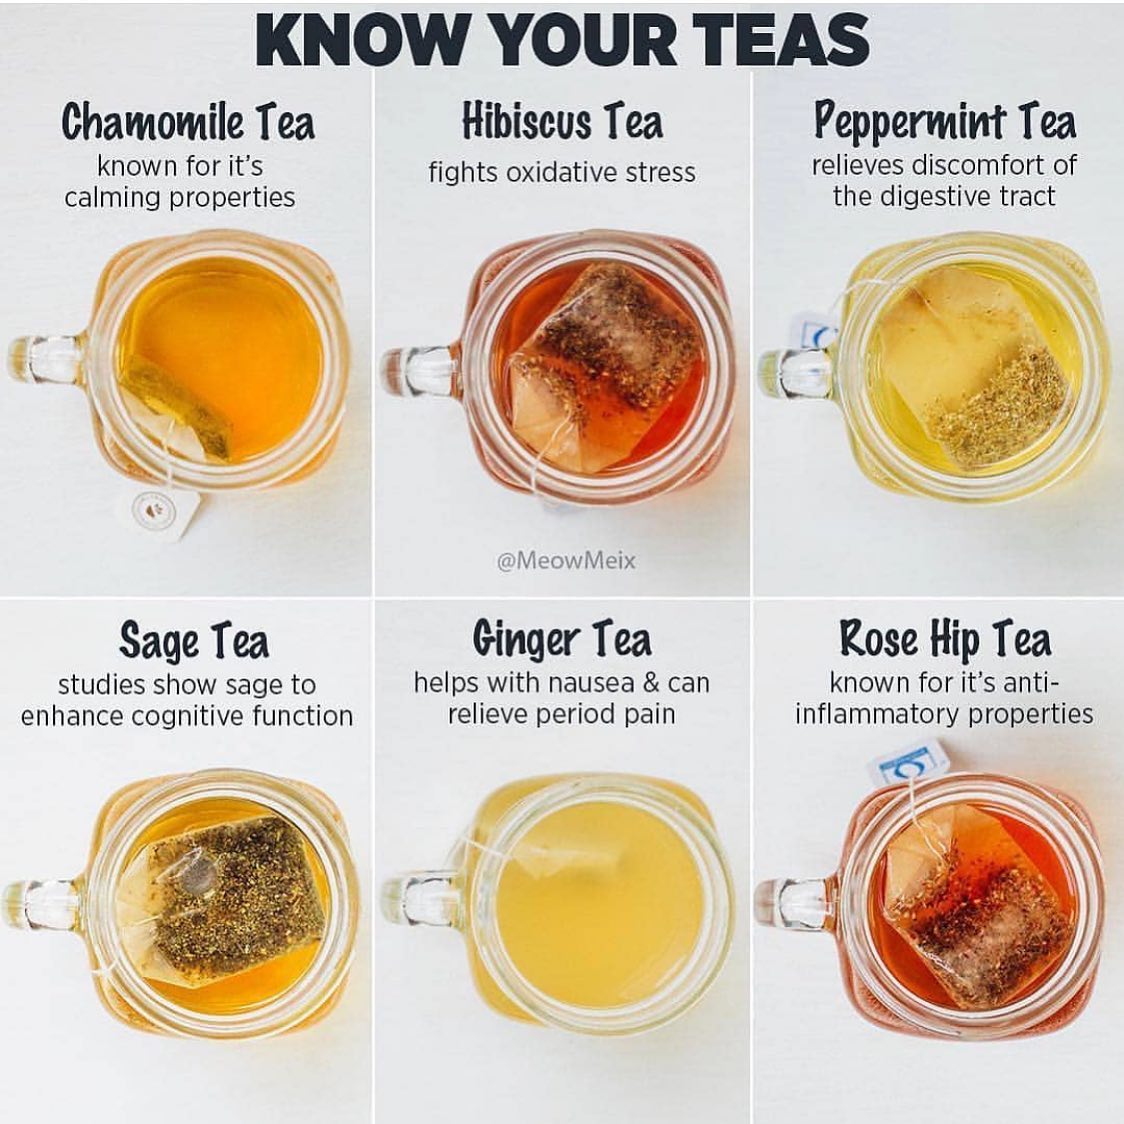 KNOW YOUR TEAS
Chamomile Tea
known for it's
calming properties
Hibiscus Tea
fights oxidative stress
Peppermint Tea
relieves discomfort of
the digestive tract
@MeowMeix
Sage Tea
studies show sage to
enhance cognitive function
Ginger Tea
helps with nausea & can
relieve period pain
Rose Hip Tea
known for it's anti-
inflammatory properties